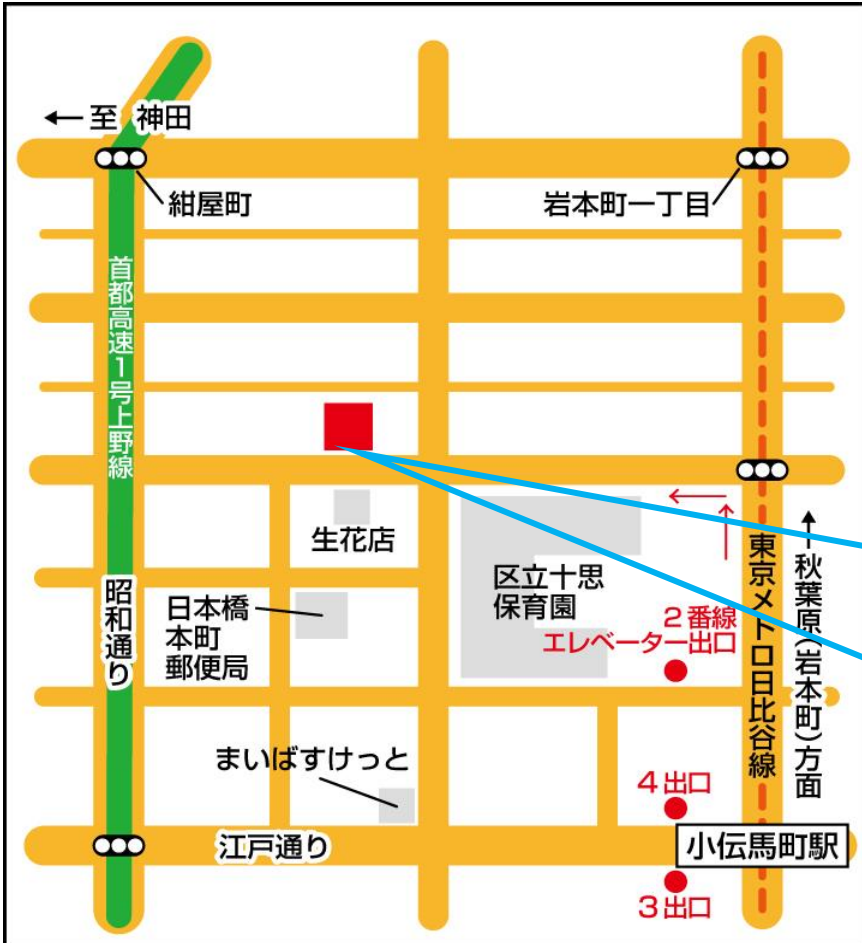 ←至 神田
紺屋町
岩本町一丁目
首都高速1号上野線
生花店
区立十思
保育園
東京メトロ日比谷線
←秋葉原(岩本町)方面
昭和通り
日本橋
本町
郵便局
2番線
エレベーター出口
まいばすけっと
4出口
江戸通り
小伝馬町駅
3出口